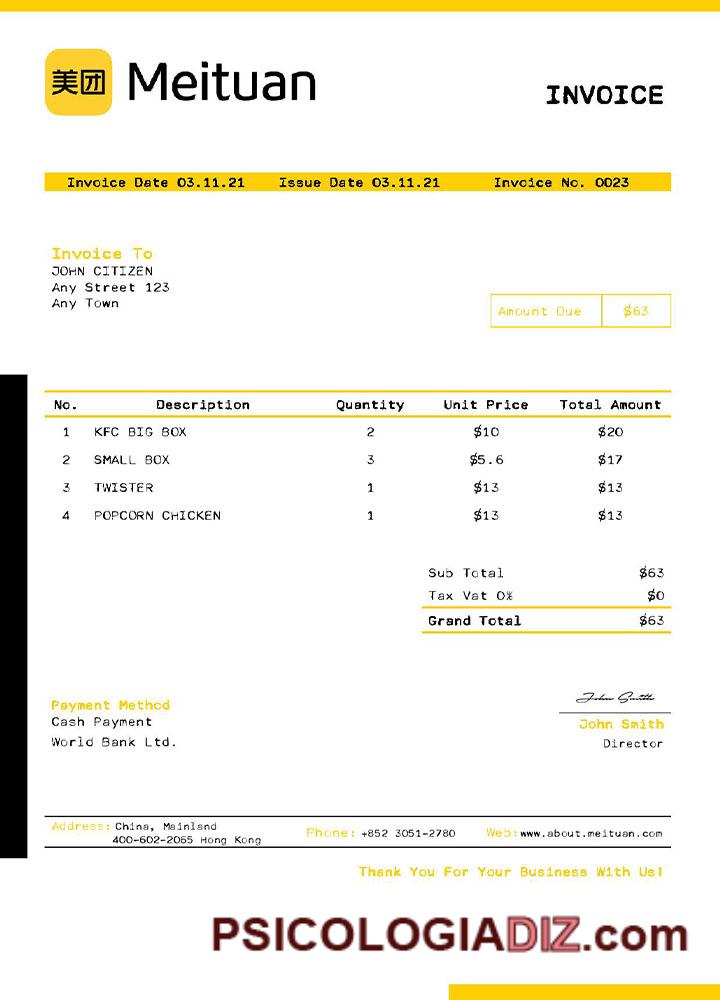 美团 Meituan
INVOICE
Invoice Date 03.11.21 Issue Date 03.11.21 Invoice No. 0023
Invoice To
JOHN CITIZEN
Any Street 123
Any Town
Amount Due $63
No. Description Quantity Unit Price Total Amount
1 KFC BIG BOX 2 $10 $20
2 SMALL BOX 3 $5.6 $17
3 TWISTER 1 $13 $13
4 POPCORN CHICKEN 1 $13 $13
Sub Total $63
Tax Vat 0% $0
Grand Total $63
Payment Method
Cash Payment
World Bank Ltd.
John Smith
John Smith
Director
Address: China, Mainland
400-602-2065 Hong Kong
Phone: +852 3051-2780
Web: www.about.meituan.com
Thank You For Your Business With Us!
PSICOLOGIADIZ.com